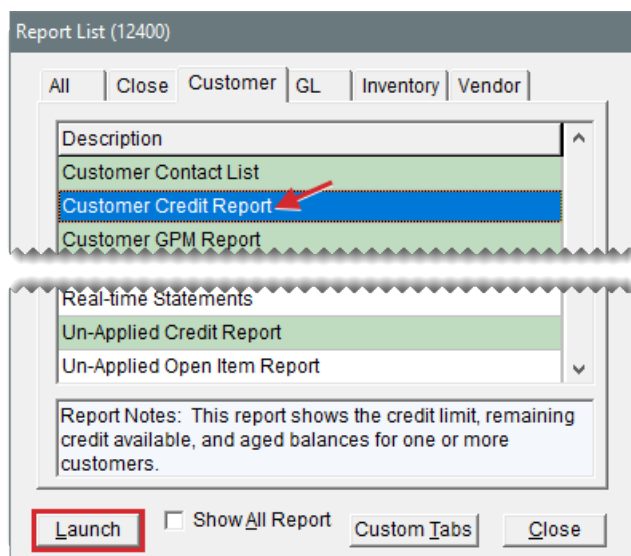 Report List (12400)
All Close Customer GL Inventory Vendor
Description
Customer Contact List
Customer Credit Report
Customer GPM Report
Real-time Statements
Un-Applied Credit Report
Un-Applied Open Item Report
Report Notes: This report shows the credit limit, remaining
credit available, and aged balances for one or more
customers.
Launch Show All Report Custom Tabs Close